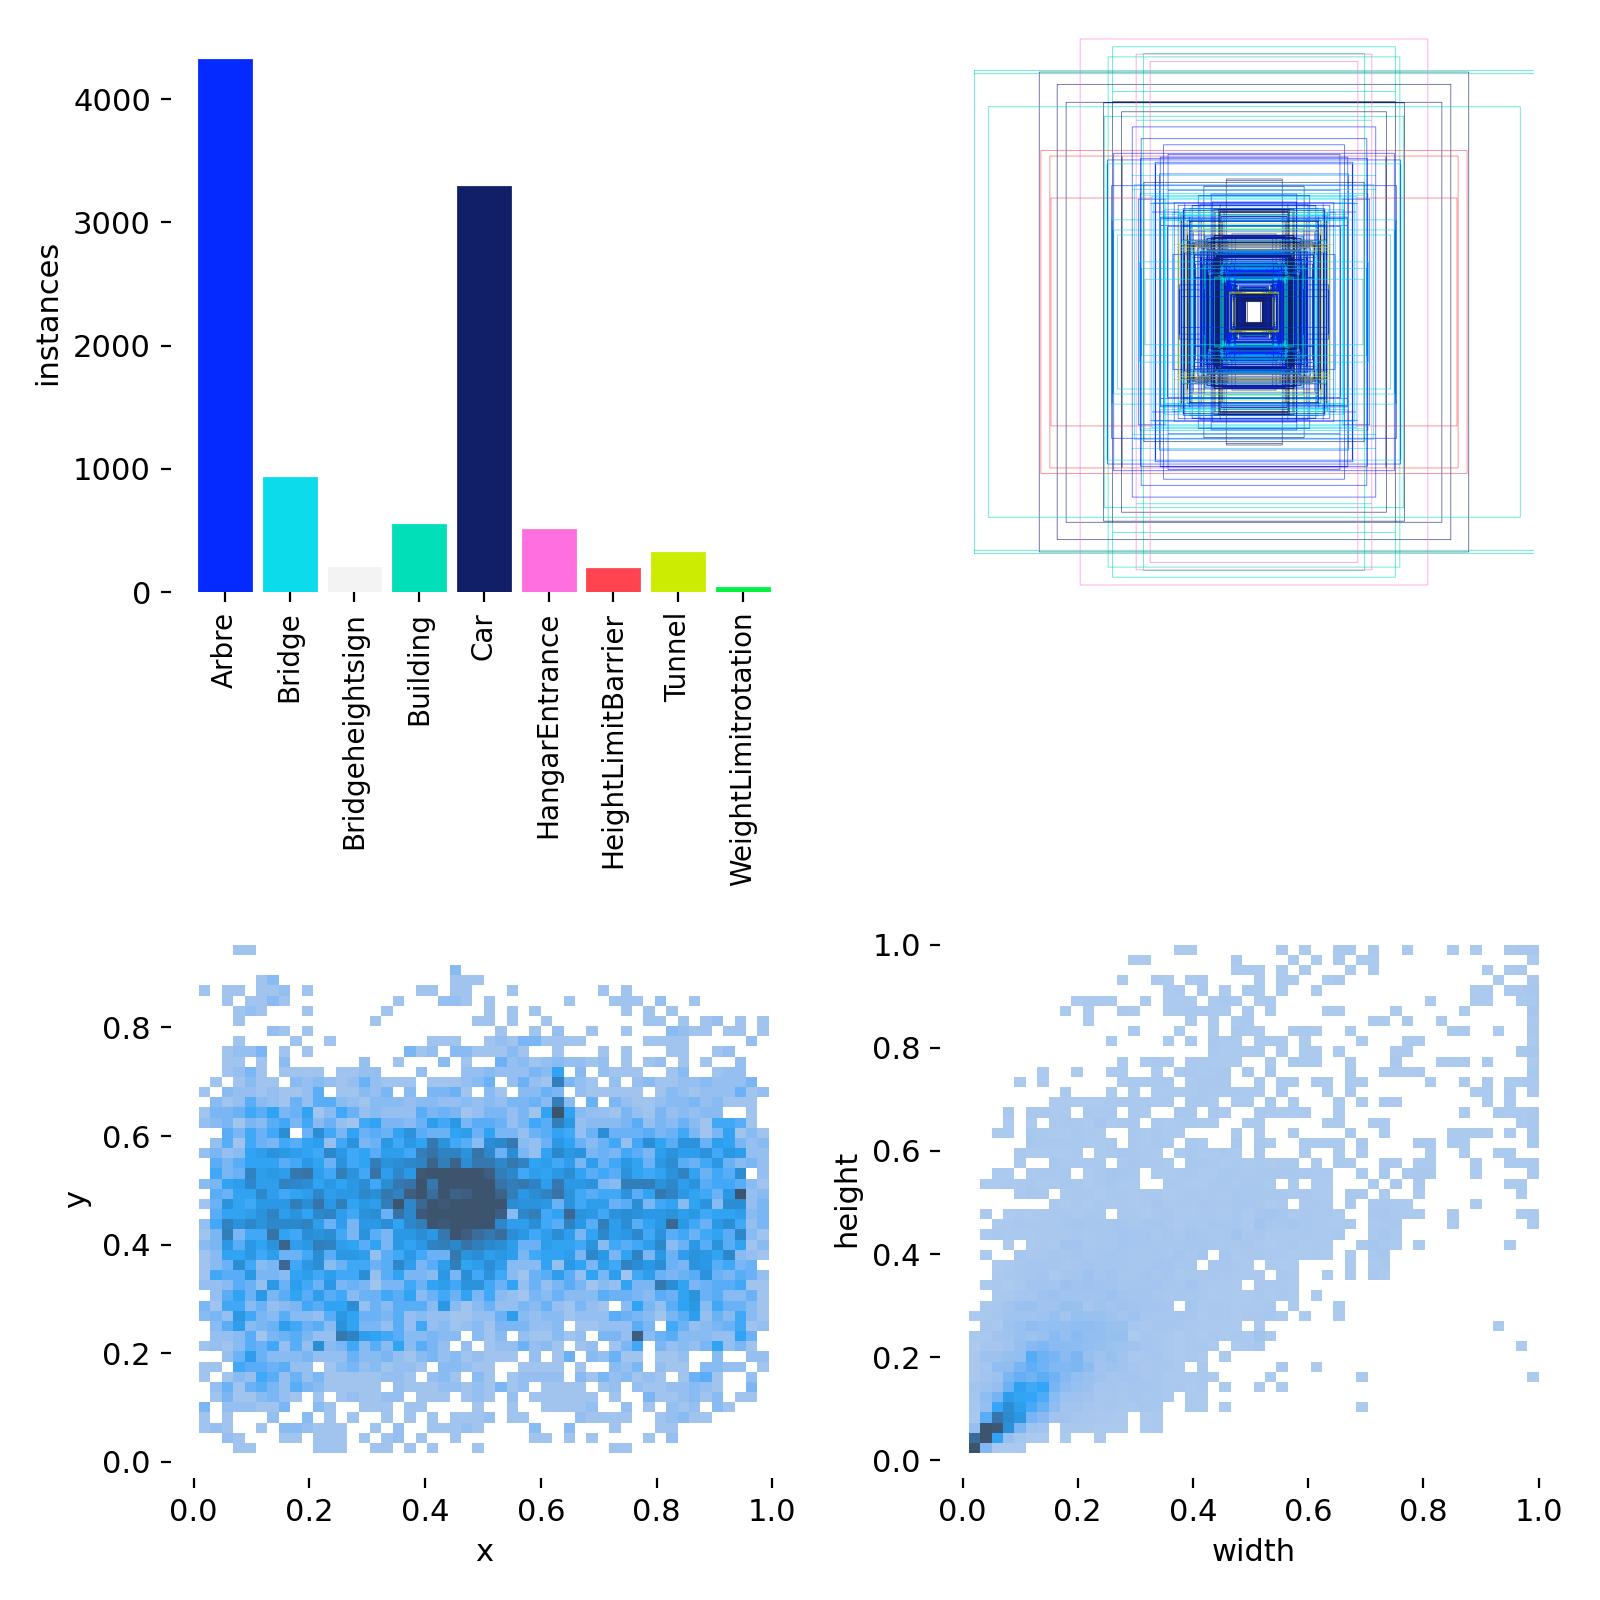 instances
4000
3000
2000
1000
0
Arbre
Bridge
Bridgeheightsign
Building
Car
HangarEntrance
HeightLimitBarrier
Tunnel
WeightLimitrotation
y
0.8
0.6
0.4
0.2
0.0
0.0 0.2 0.4 0.6 0.8 1.0
x
height
1.0
0.8
0.6
0.4
0.2
0.0
0.0 0.2 0.4 0.6 0.8 1.0
width